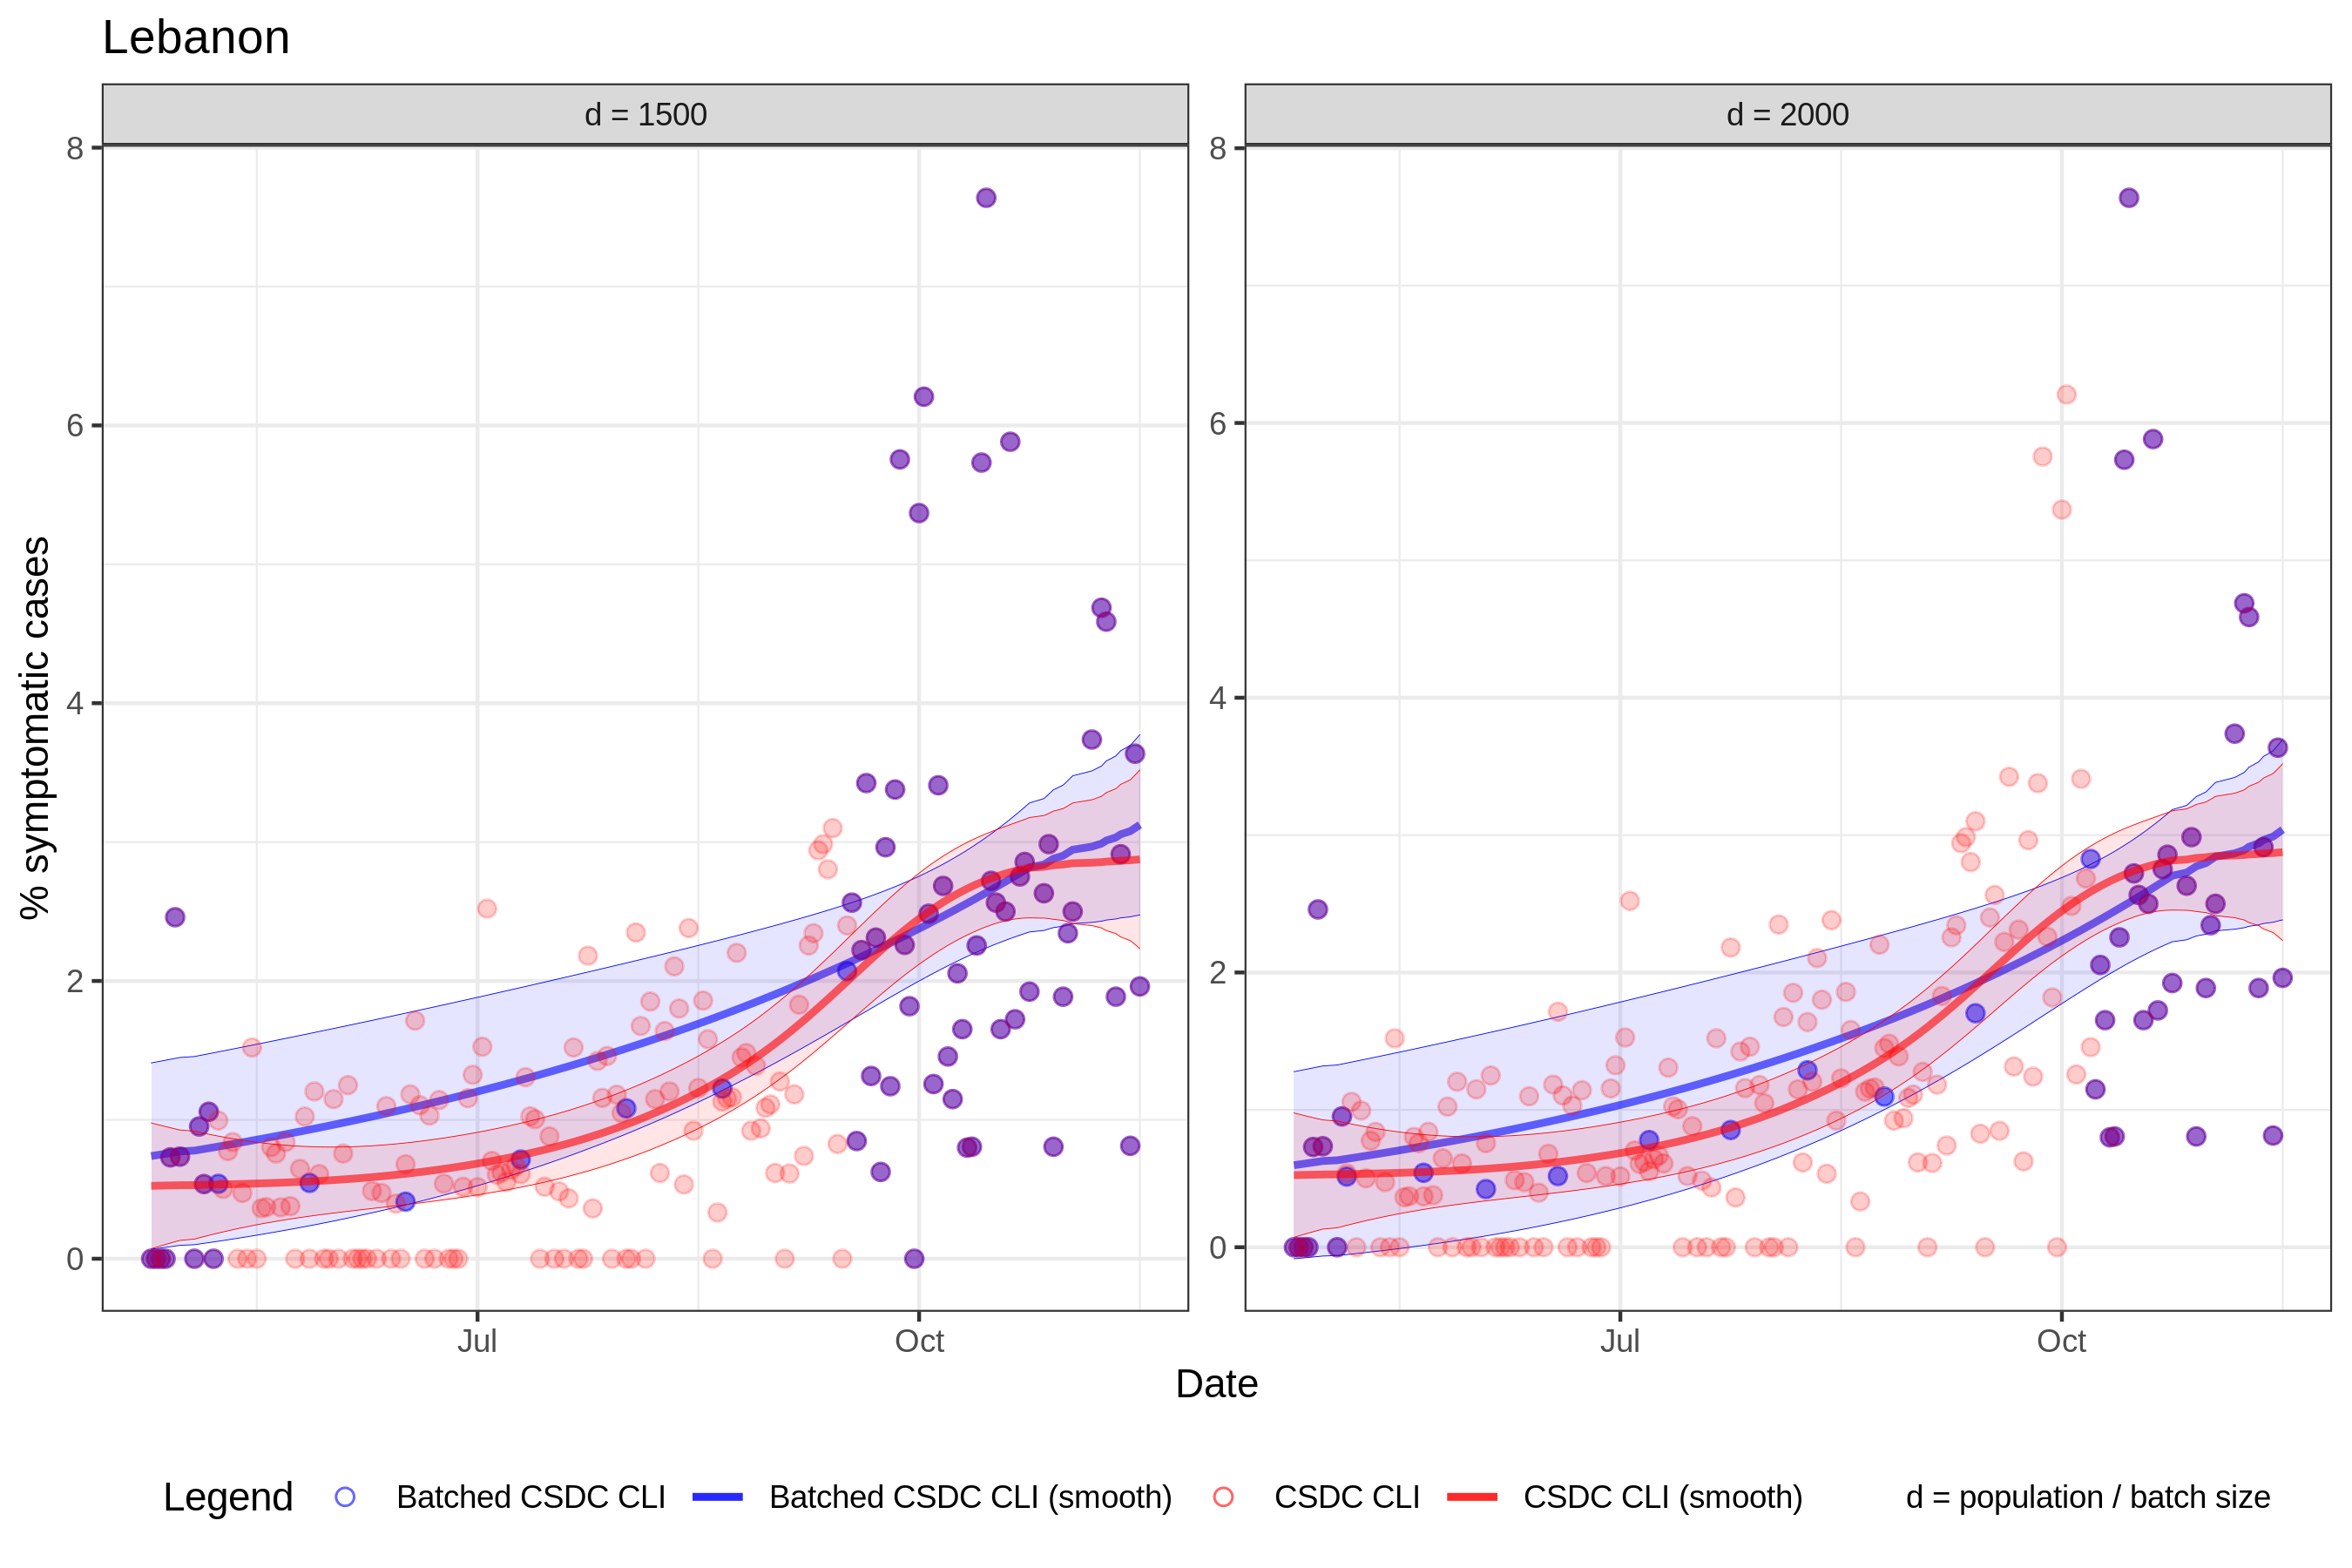 Lebanon
d = 1500
d = 2000
% symptomatic cases
8
6
4
2
0
8
6
4
2
0
Jul
Oct
Jul
Oct
Date
Legend
Batched CSDC CLI
Batched CSDC CLI (smooth)
CSDC CLI
CSDC CLI (smooth)
d = population / batch size